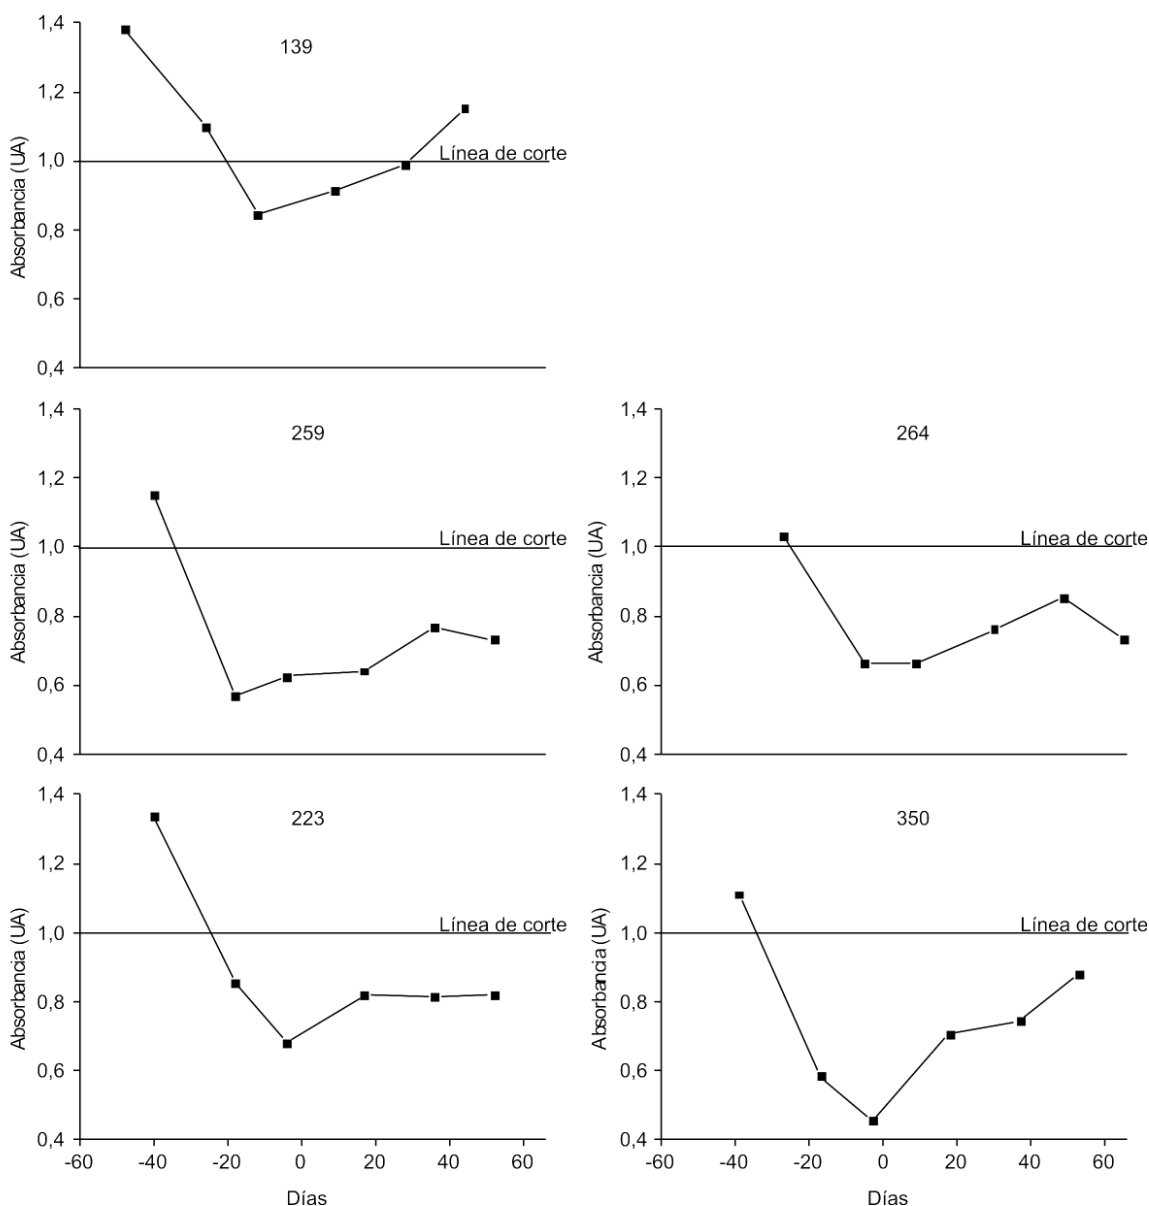 139
1,4
1,2
1,0
0,8
0,6
0,4
Absorbancia (UA)
Línea de corte
259
1,4
1,2
1,0
0,8
0,6
0,4
Absorbancia (UA)
Línea de corte
264
1,4
1,2
1,0
0,8
0,6
0,4
Absorbancia (UA)
Línea de corte
223
1,4
1,2
1,0
0,8
0,6
0,4
Absorbancia (UA)
Línea de corte
-60 -40 -20 0 20 40 60
Días
350
1,4
1,2
1,0
0,8
0,6
0,4
Absorbancia (UA)
Línea de corte
-60 -40 -20 0 20 40 60
Días